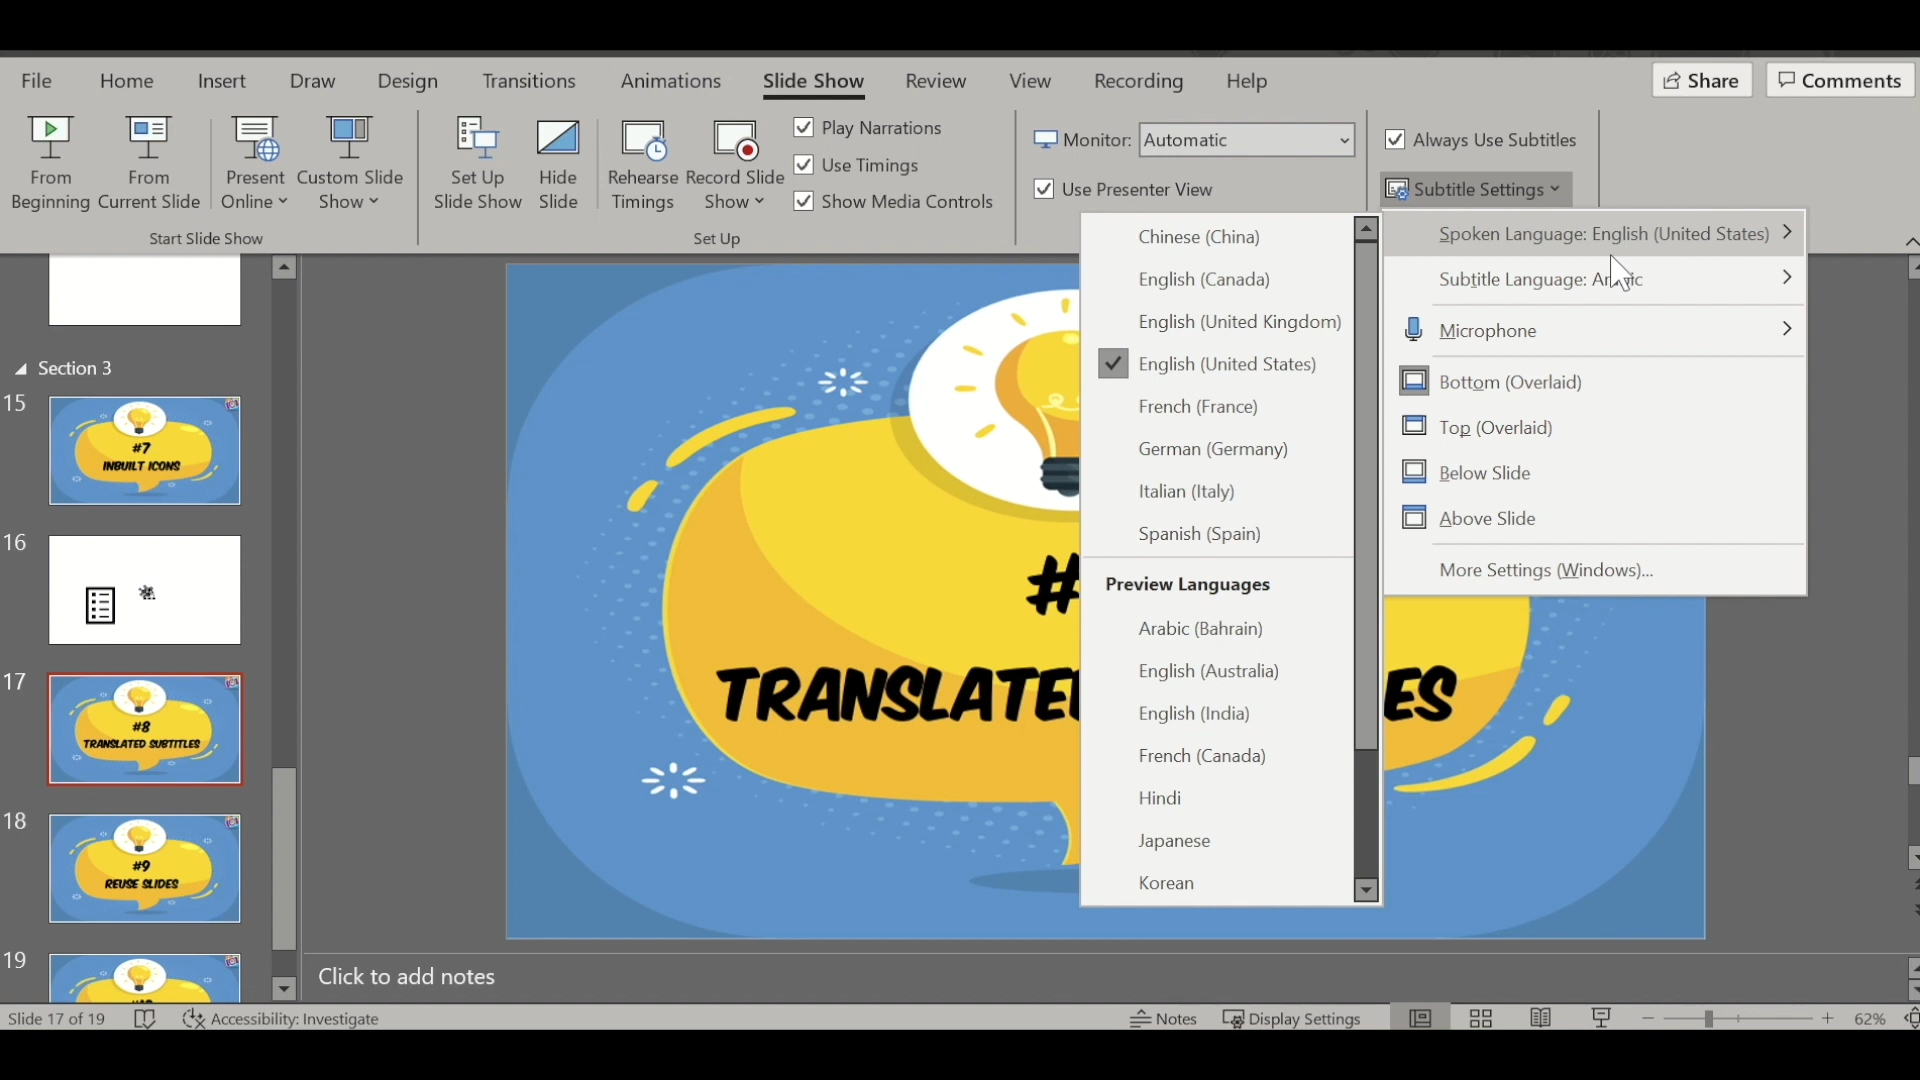 File Home Insert Draw Design Transitions Animations Slide Show Review View Recording Help Share Comments
From Beginning
From Current Slide
Present Online
Custom Slide Show
Start Slide Show
Set Up Slide Show
Hide Slide
Rehearse Timings
Record Slide Show
Play Narrations
Use Timings
Show Media Controls
Set Up
Monitor: Automatic
Use Presenter View
Always Use Subtitles
Subtitle Settings
Spoken Language: English (United States)
Subtitle Language: Ar
Microphone
Bottom (Overlaid)
Top (Overlaid)
Below Slide
Above Slide
More Settings (Windows)...
Chinese (China)
English (Canada)
English (United Kingdom)
English (United States)
French (France)
German (Germany)
Italian (Italy)
Spanish (Spain)
Preview Languages
Arabic (Bahrain)
English (Australia)
English (India)
French (Canada)
Hindi
Japanese
Korean
Section 3
15
#7
INBUILT ICONS
16
17
#8
TRANSLATED SUBTITLES
18
#9
REUSE SLIDES
19
#
TRANSLATE
ES
Click to add notes
Slide 17 of 19 Accessibility: Investigate Notes Display Settings 62%